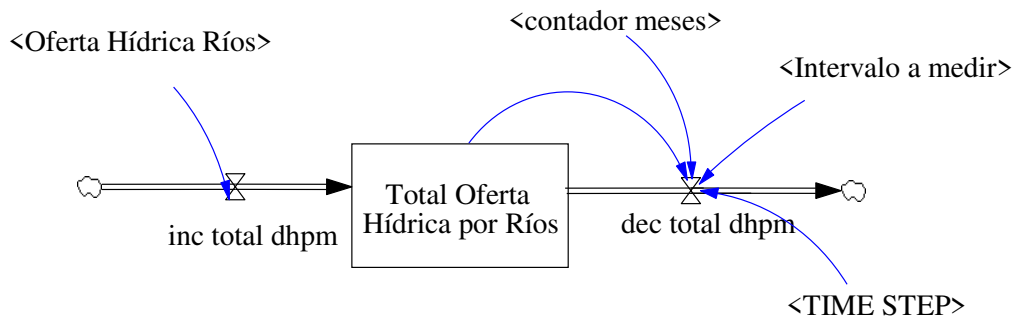 <contador meses>
<Oferta Hídrica Ríos>
<Intervalo a medir>
Total Oferta
Hídrica por Ríos
inc total dhpm
dec total dhpm
<TIME STEP>